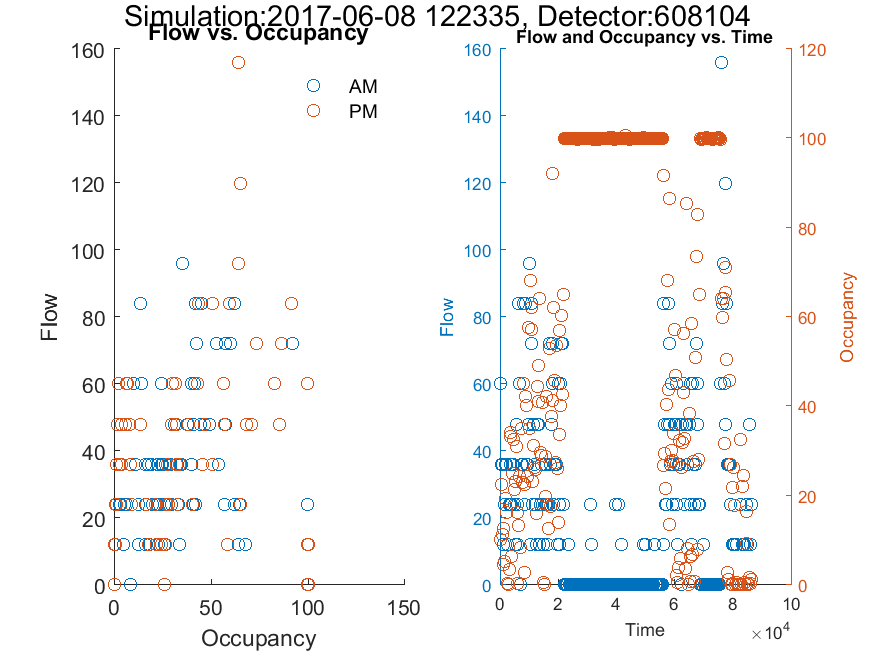 Simulation:2017-06-08 122335, Detector:608104
Flow vs. Occupancy
160
140
120
100
80
60
40
20
0
Flow
0 50 100 150
Occupancy
AM
PM
Flow and Occupancy vs. Time
160
140
120
100
80
60
40
20
0
Flow
0 2 4 6 8 10
×10^4
Time
120
100
80
60
40
20
0
Occupancy